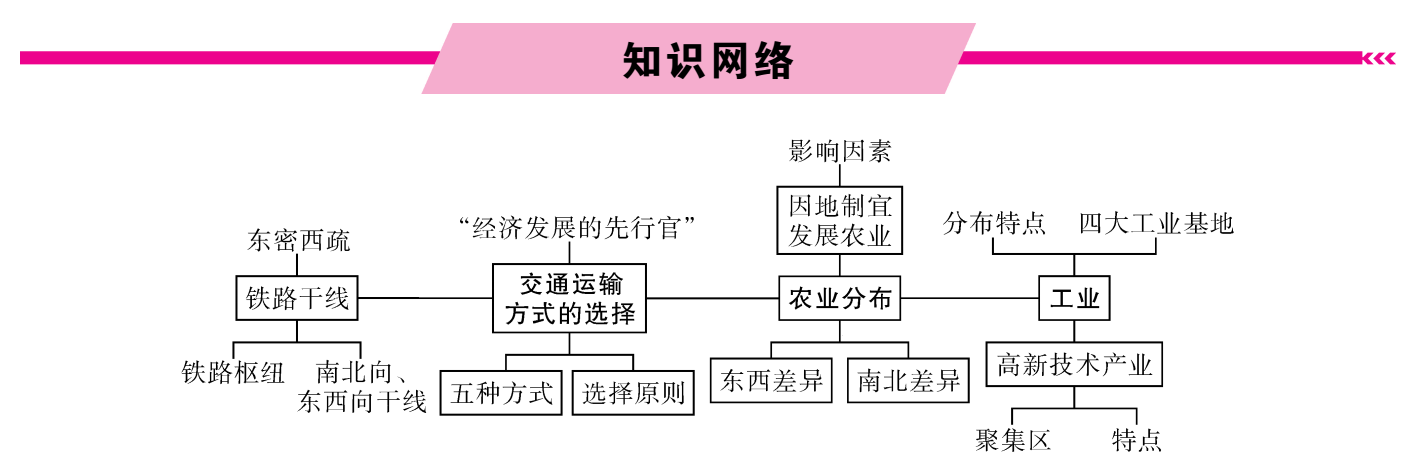 知识网络
影响因素
因地制宜
发展农业
“经济发展的先行官”
分布特点
四大工业基地
东密西疏
铁路干线
交通运输
方式的选择
农业分布
工业
铁路枢纽
南北向、
东西向干线
五种方式
选择原则
东西差异
南北差异
高新技术产业
聚集区
特点